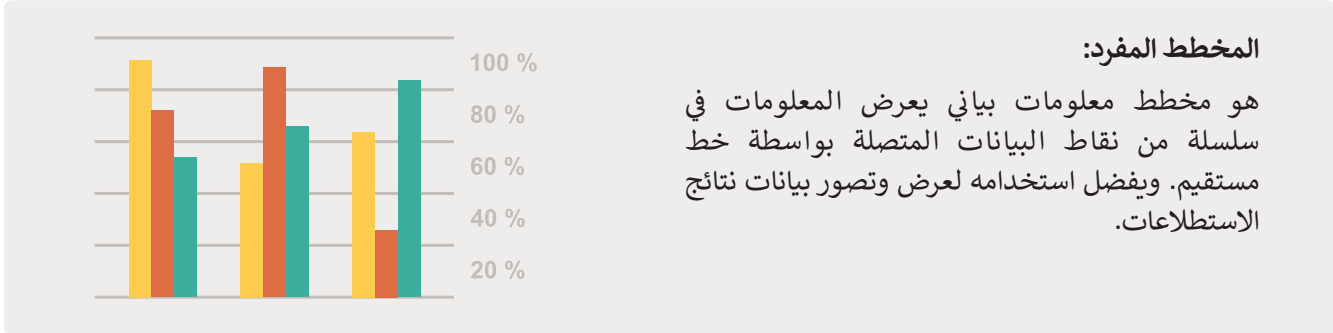 المخطط المفرد:
هو مخطط معلومات بياني يعرض المعلومات في
سلسلة من نقاط البيانات المتصلة بواسطة خط
مستقيم. ويفضل استخدامه لعرض وتصور بيانات نتائج
الاستطلاعات.
100 %
80 %
60 %
40 %
20 %